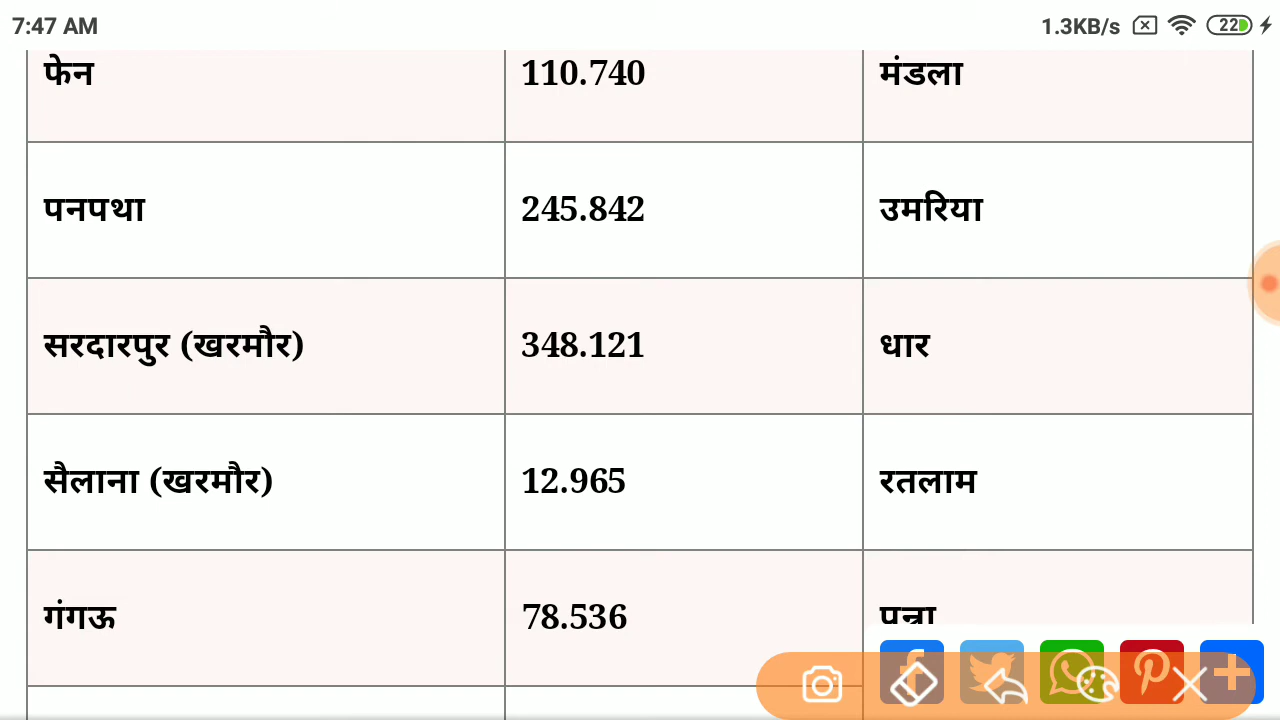 7:47 AM 1.3KB/s 22
फेन 110.740 मंडला
पनपथा 245.842 उमरिया
सरदारपुर (खरमौर) 348.121 धार
सैलाना (खरमौर) 12.965 रतलाम
गंगऊ 78.536 पन्ना